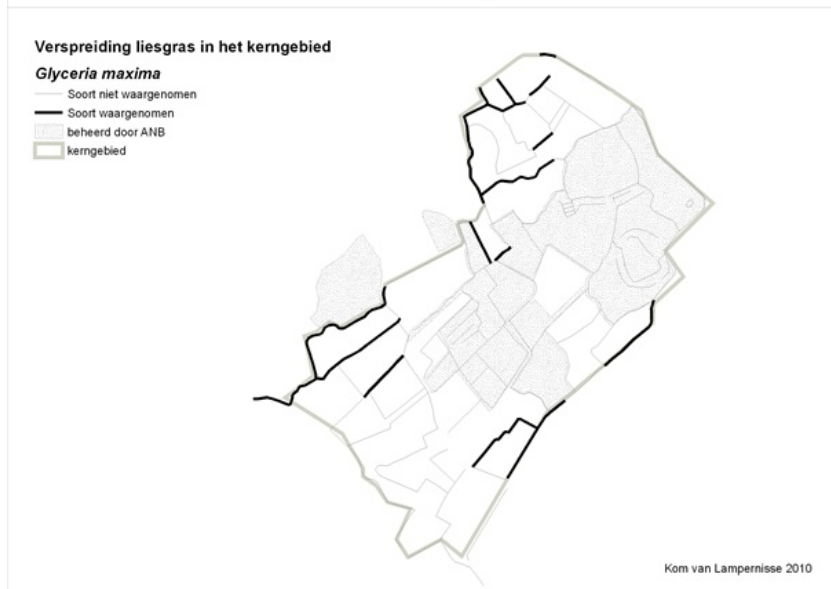 Verspreiding liesgras in het kerngebied
Glyceria maxima
Soort niet waargenomen
Soort waargenomen
beheerd door ANB
kerngebied
Kom van Lampernisse 2010